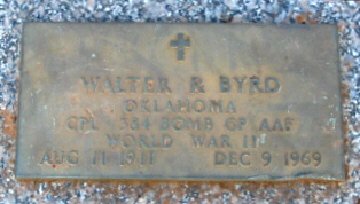 WALTER R BYRD
OKLAHOMA
CPL 384 BOMB GP AAF
WORLD WAR II
AUG 11 1911 DEC 9 1969